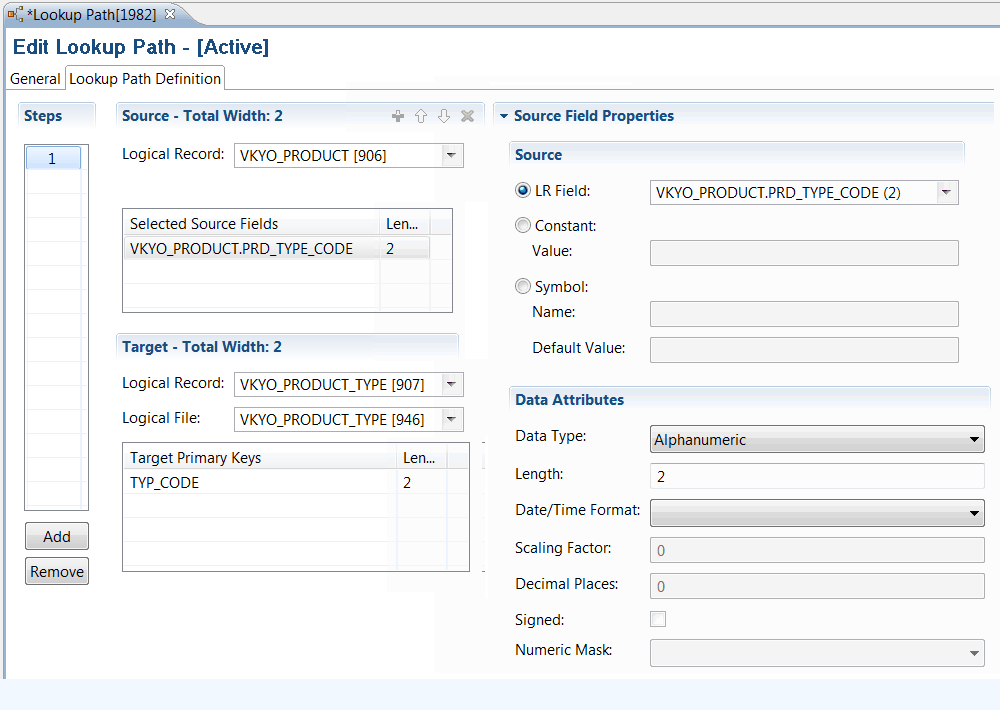 *Lookup Path[1982]
Edit Lookup Path - [Active]
General Lookup Path Definition
Steps
1
Add
Remove
Source - Total Width: 2
Logical Record: VKYO_PRODUCT [906]
Selected Source Fields Len...
VKYO_PRODUCT.PRD_TYPE_CODE 2
Target - Total Width: 2
Logical Record: VKYO_PRODUCT_TYPE [907]
Logical File: VKYO_PRODUCT_TYPE [946]
Target Primary Keys Len...
TYP_CODE 2
Source Field Properties
Source
LR Field: VKYO_PRODUCT.PRD_TYPE_CODE (2)
Constant:
Value:
Symbol:
Name:
Default Value:
Data Attributes
Data Type: Alphanumeric
Length: 2
Date/Time Format:
Scaling Factor: 0
Decimal Places: 0
Signed:
Numeric Mask: